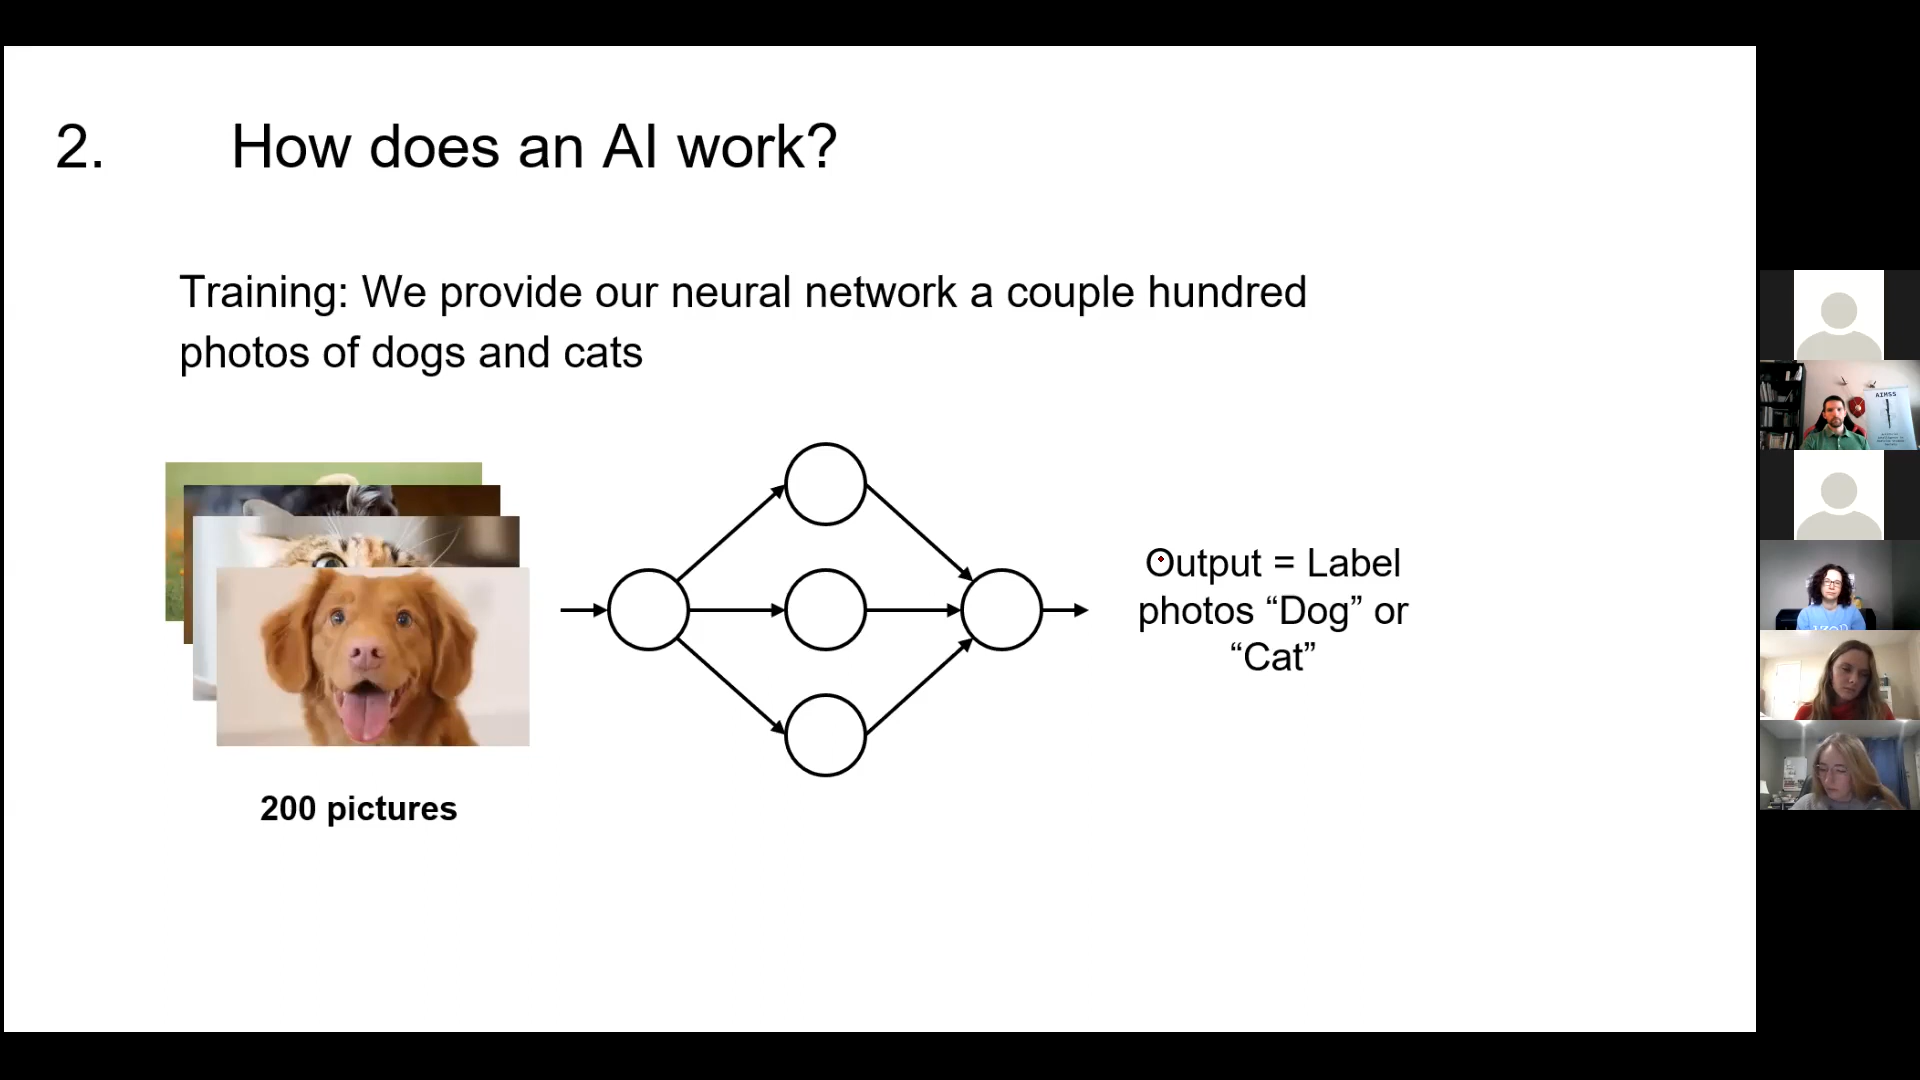 2. How does an AI work?
Training: We provide our neural network a couple hundred
photos of dogs and cats
Output = Label
photos “Dog” or
“Cat”
200 pictures
AIMSS